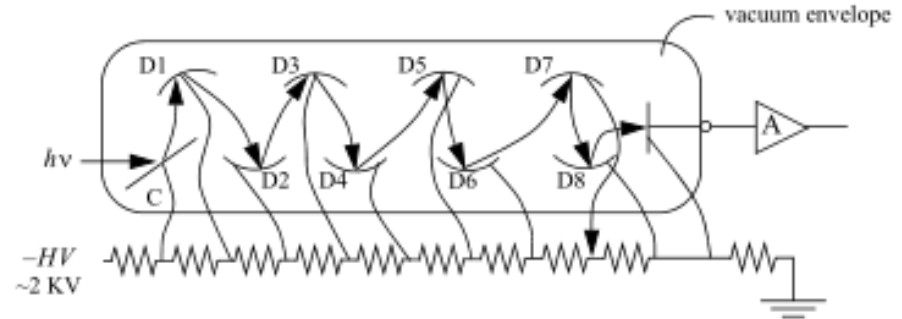 vacuum envelope
D1 D3 D5 D7
A
hν
D2 D4 D6 D8
C
–HV
~2 KV